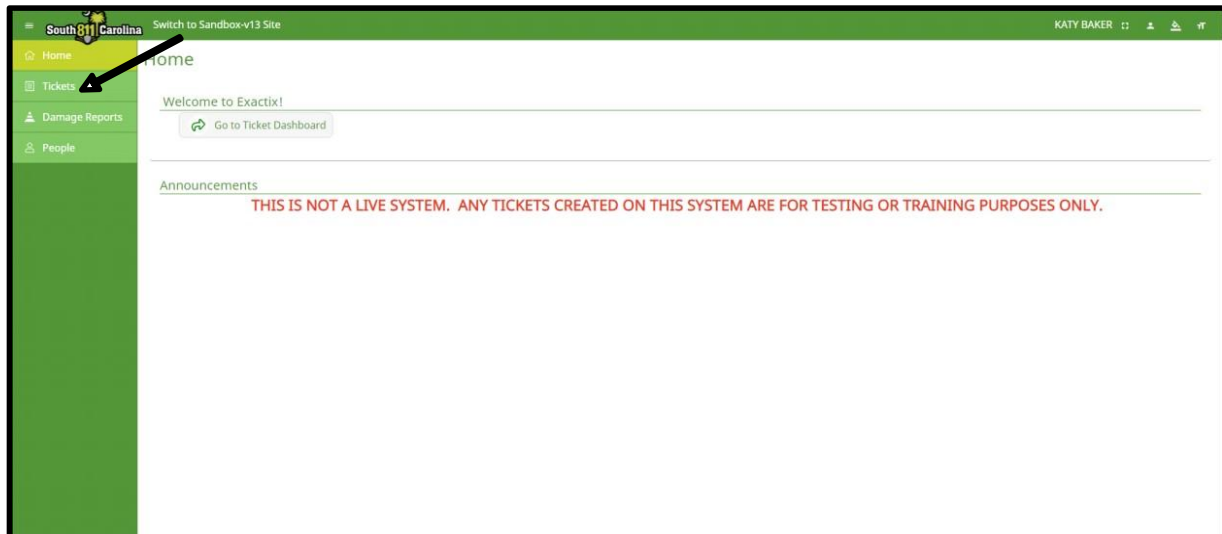 South 811 Carolina
Switch to Sandbox-v13 Site
KATY BAKER
Home
Tickets
Damage Reports
People
Home
Welcome to Exactix!
Go to Ticket Dashboard
Announcements
THIS IS NOT A LIVE SYSTEM. ANY TICKETS CREATED ON THIS SYSTEM ARE FOR TESTING OR TRAINING PURPOSES ONLY.